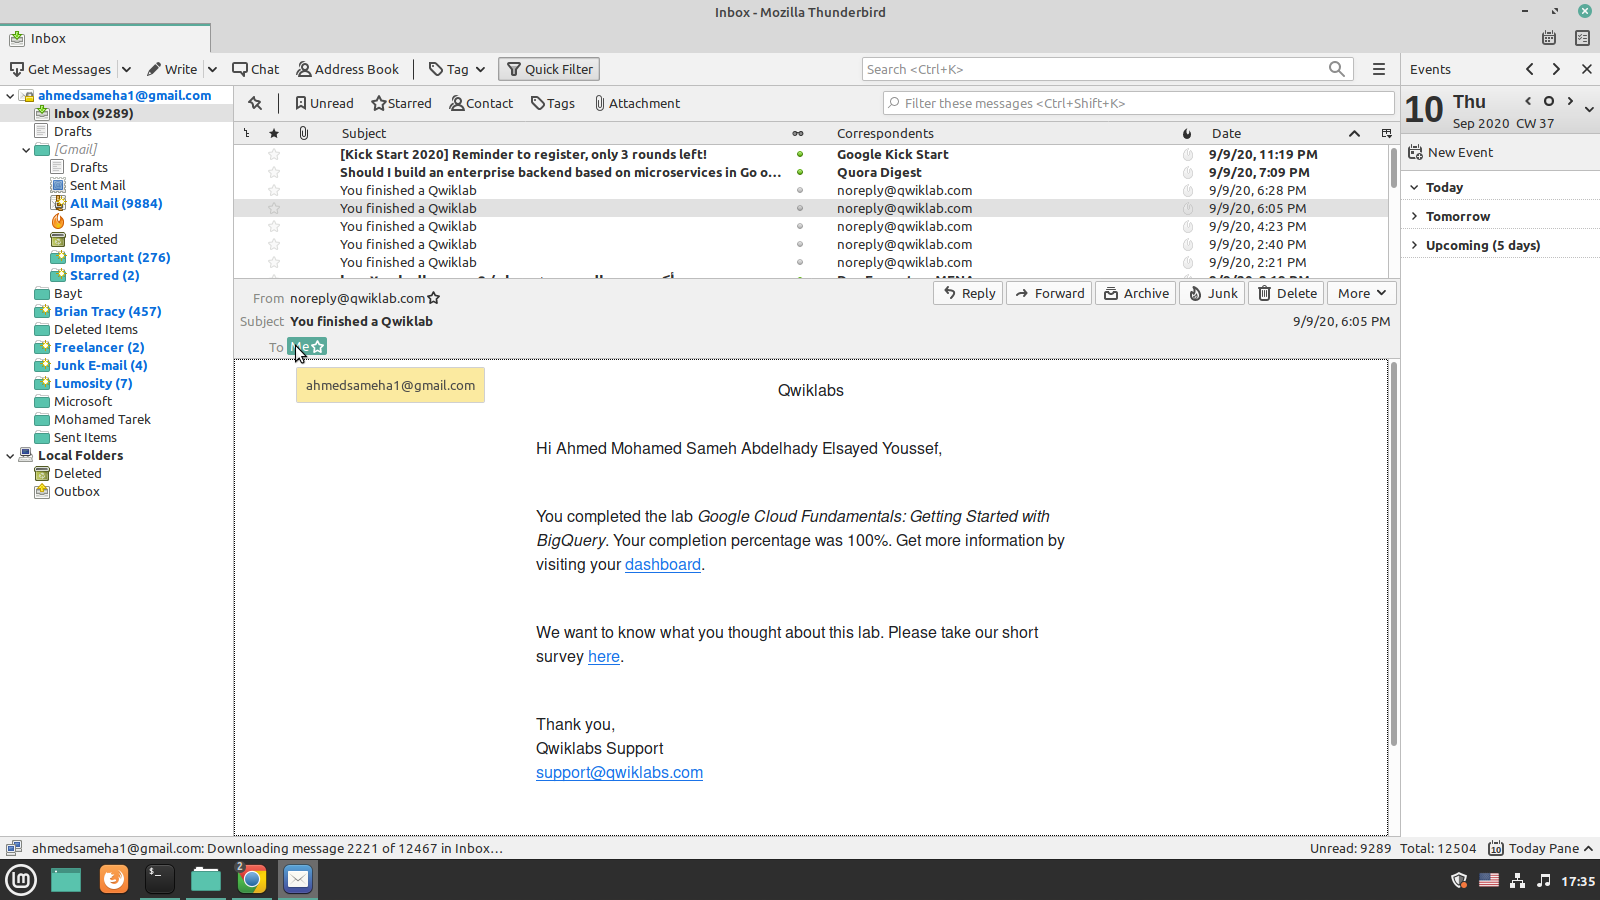 Inbox - Mozilla Thunderbird
Inbox
Get Messages Write Chat Address Book Tag Quick Filter Search <Ctrl+K>
Events
ahmedsameha1@gmail.com
Inbox (9289)
Drafts
[Gmail]
Drafts
Sent Mail
All Mail (9884)
Spam
Deleted
Important (276)
Starred (2)
Bayt
Brian Tracy (457)
Deleted Items
Freelancer (2)
Junk E-mail (4)
Lumosity (7)
Microsoft
Mohamed Tarek
Sent Items
Local Folders
Deleted
Outbox
Unread Starred Contact Tags Attachment Filter these messages <Ctrl+Shift+K>
Subject Correspondents Date
[Kick Start 2020] Reminder to register, only 3 rounds left! Google Kick Start 9/9/20, 11:19 PM
Should I build an enterprise backend based on microservices in Go o... Quora Digest 9/9/20, 7:09 PM
You finished a Qwiklab noreply@qwiklab.com 9/9/20, 6:28 PM
You finished a Qwiklab noreply@qwiklab.com 9/9/20, 6:05 PM
You finished a Qwiklab noreply@qwiklab.com 9/9/20, 4:23 PM
You finished a Qwiklab noreply@qwiklab.com 9/9/20, 2:40 PM
You finished a Qwiklab noreply@qwiklab.com 9/9/20, 2:21 PM
From noreply@qwiklab.com
Reply Forward Archive Junk Delete More
Subject You finished a Qwiklab 9/9/20, 6:05 PM
To Me
ahmedsameha1@gmail.com
Qwiklabs
Hi Ahmed Mohamed Sameh Abdelhady Elsayed Youssef,
You completed the lab Google Cloud Fundamentals: Getting Started with
BigQuery. Your completion percentage was 100%. Get more information by
visiting your dashboard.
We want to know what you thought about this lab. Please take our short
survey here.
Thank you,
Qwiklabs Support
support@qwiklabs.com
10 Thu
Sep 2020 CW 37
New Event
Today
Tomorrow
Upcoming (5 days)
ahmedsameha1@gmail.com: Downloading message 2221 of 12467 in Inbox...
Unread: 9289 Total: 12504 10 Today Pane
2
17:35